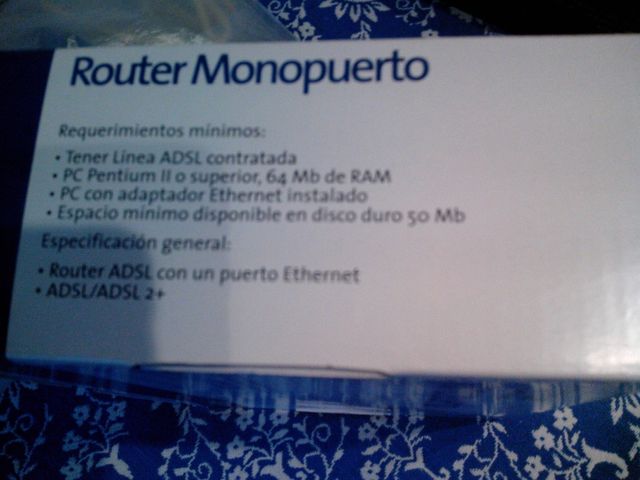 Router Monopuerto
Requerimientos mínimos:
• Tener Línea ADSL contratada
• PC Pentium II o superior, 64 Mb de RAM
• PC con adaptador Ethernet instalado
• Espacio mínimo disponible en disco duro 50 Mb
Especificación general:
• Router ADSL con un puerto Ethernet
• ADSL/ADSL 2+